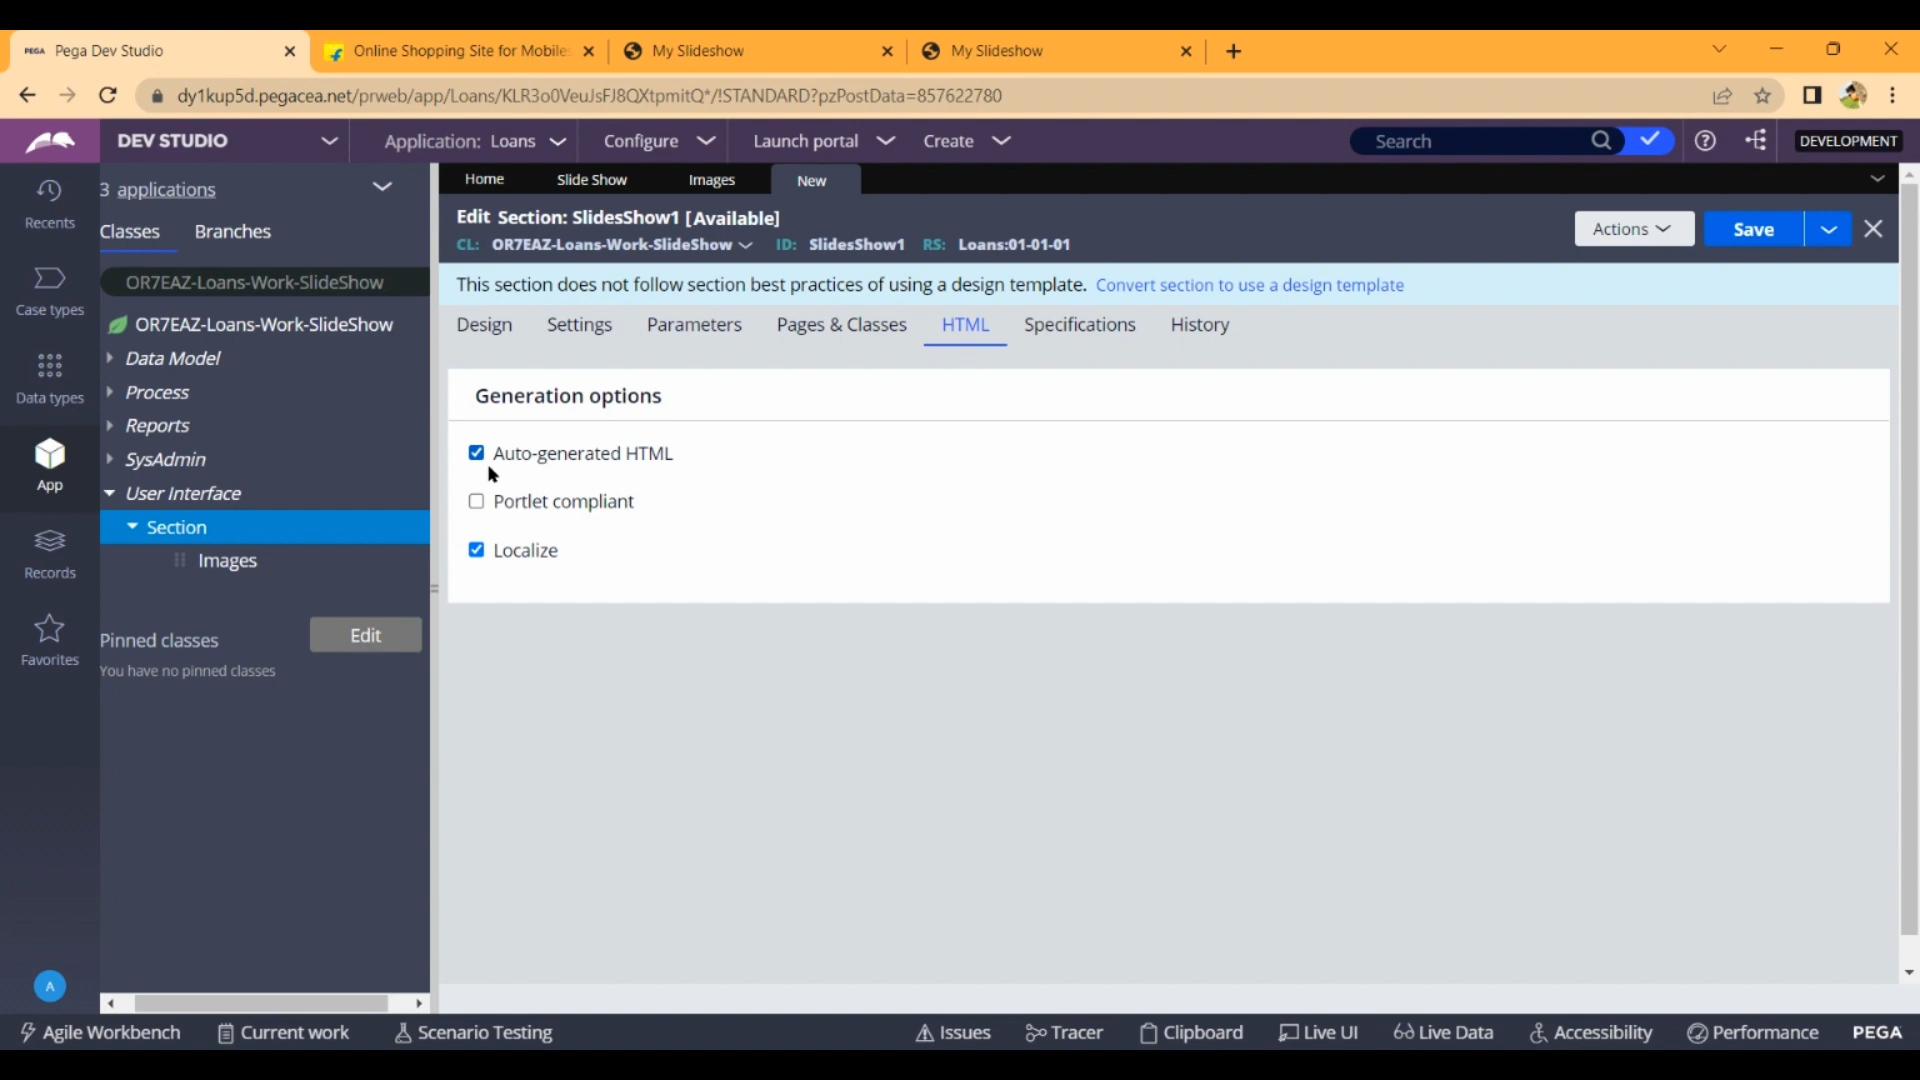 PEGA Pega Dev Studio
Online Shopping Site for Mobile
My Slideshow
My Slideshow
dy1kup5d.pegacea.net/prweb/app/Loans/KLR3o0VeuJsFJ8QXtpmitQ*/!STANDARD?pzPostData=857622780
DEV STUDIO
Application: Loans
Configure
Launch portal
Create
Search
DEVELOPMENT
Recents
Case types
Data types
App
Records
Favorites
A
3 applications
Classes
Branches
OR7EAZ-Loans-Work-SlideShow
OR7EAZ-Loans-Work-SlideShow
Data Model
Process
Reports
SysAdmin
User Interface
Section
Images
Pinned classes
Edit
You have no pinned classes
Home
Slide Show
Images
New
Edit Section: SlidesShow1 [Available]
CL: OR7EAZ-Loans-Work-SlideShow ID: SlidesShow1 RS: Loans:01-01-01
Actions
Save
This section does not follow section best practices of using a design template. Convert section to use a design template
Design
Settings
Parameters
Pages & Classes
HTML
Specifications
History
Generation options
Auto-generated HTML
Portlet compliant
Localize
Agile Workbench
Current work
Scenario Testing
Issues
Tracer
Clipboard
Live UI
Live Data
Accessibility
Performance
PEGA